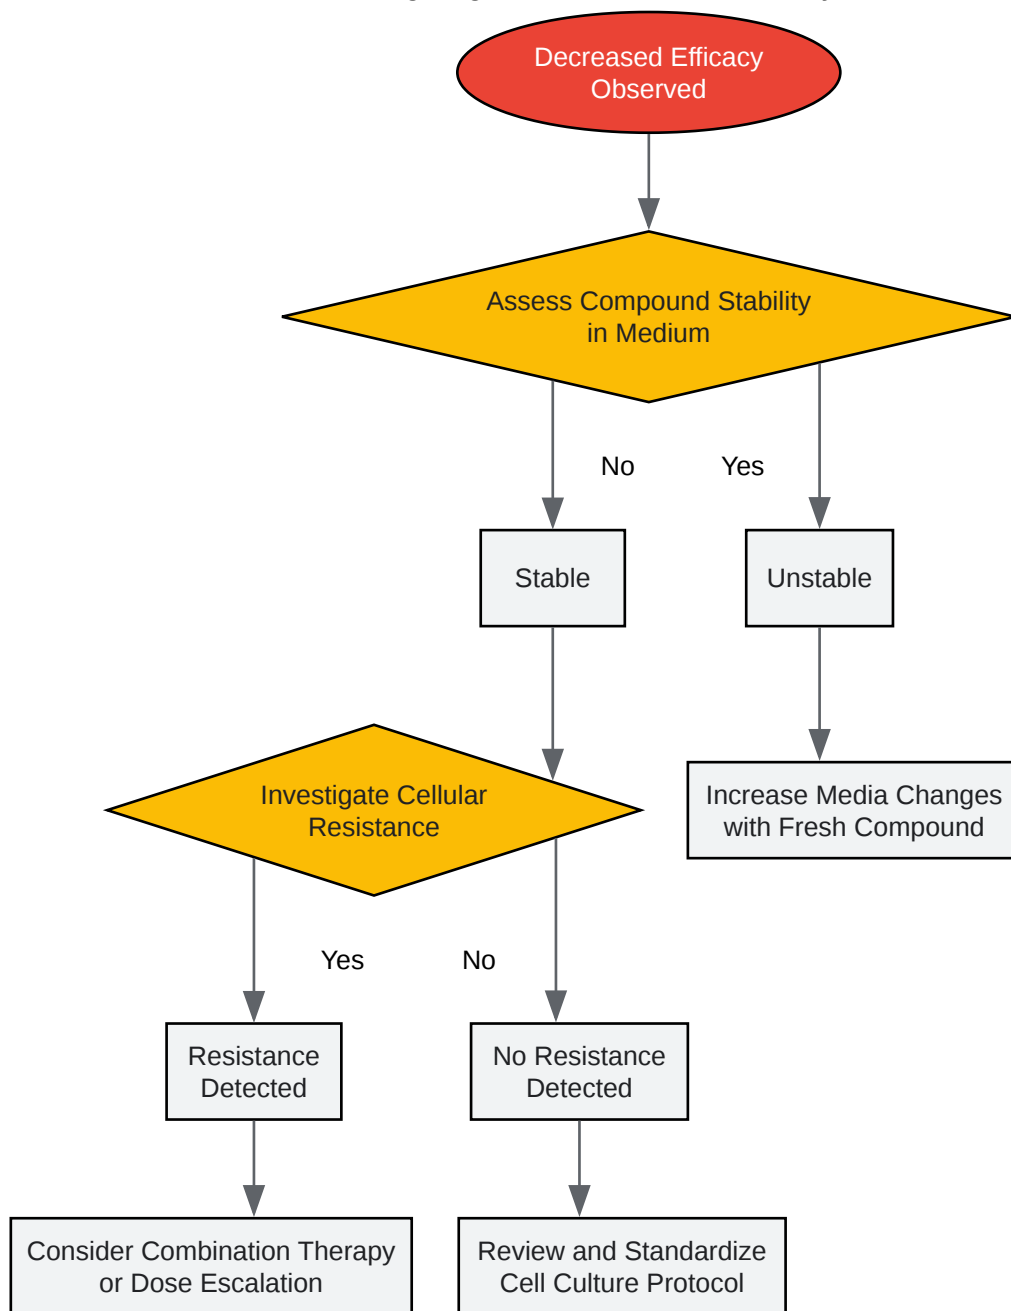 Decreased Efficacy
Observed
Assess Compound Stability
in Medium
No
Yes
Stable
Unstable
Investigate Cellular
Resistance
Increase Media Changes
with Fresh Compound
Yes
No
Resistance
Detected
No Resistance
Detected
Consider Combination Therapy
or Dose Escalation
Review and Standardize
Cell Culture Protocol